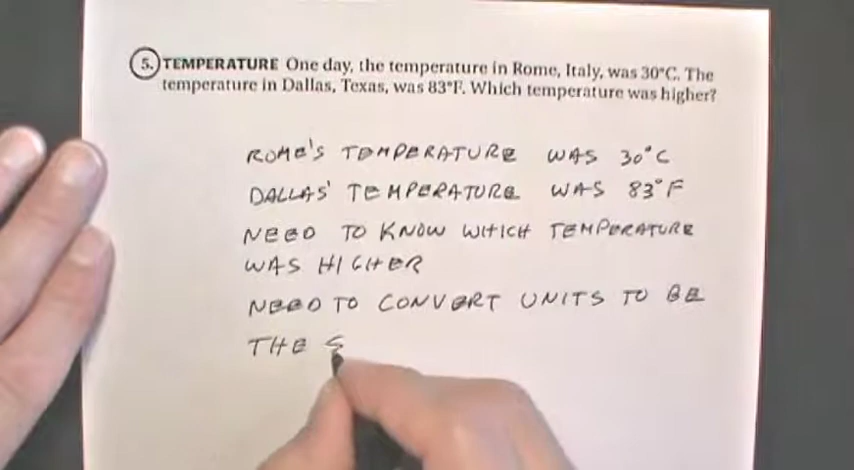 5. TEMPERATURE One day, the temperature in Rome, Italy, was 30°C. The
temperature in Dallas, Texas, was 83°F. Which temperature was higher?
ROME'S TEMPERATURE WAS 30°C
DALLAS' TEMPERATURE WAS 83°F
NEED TO KNOW WHICH TEMPERATURE
WAS HIGHER
NEED TO CONVERT UNITS TO BE
THE S